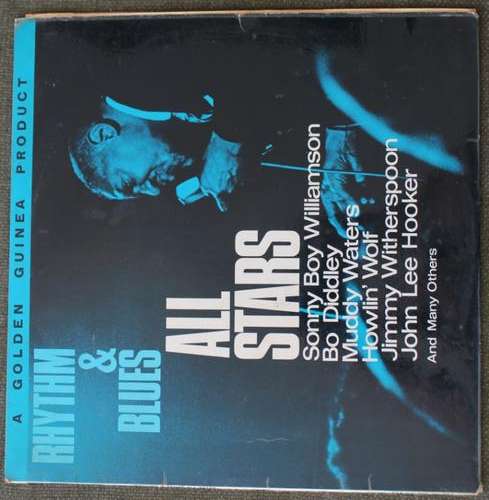 A GOLDEN GUINEA PRODUCT
RHYTHM
&
BLUES
ALL
STARS
Sonny Boy Williamson
Bo Diddley
Muddy Waters
Howlin' Wolf
Jimmy Witherspoon
John Lee Hooker
And Many Others